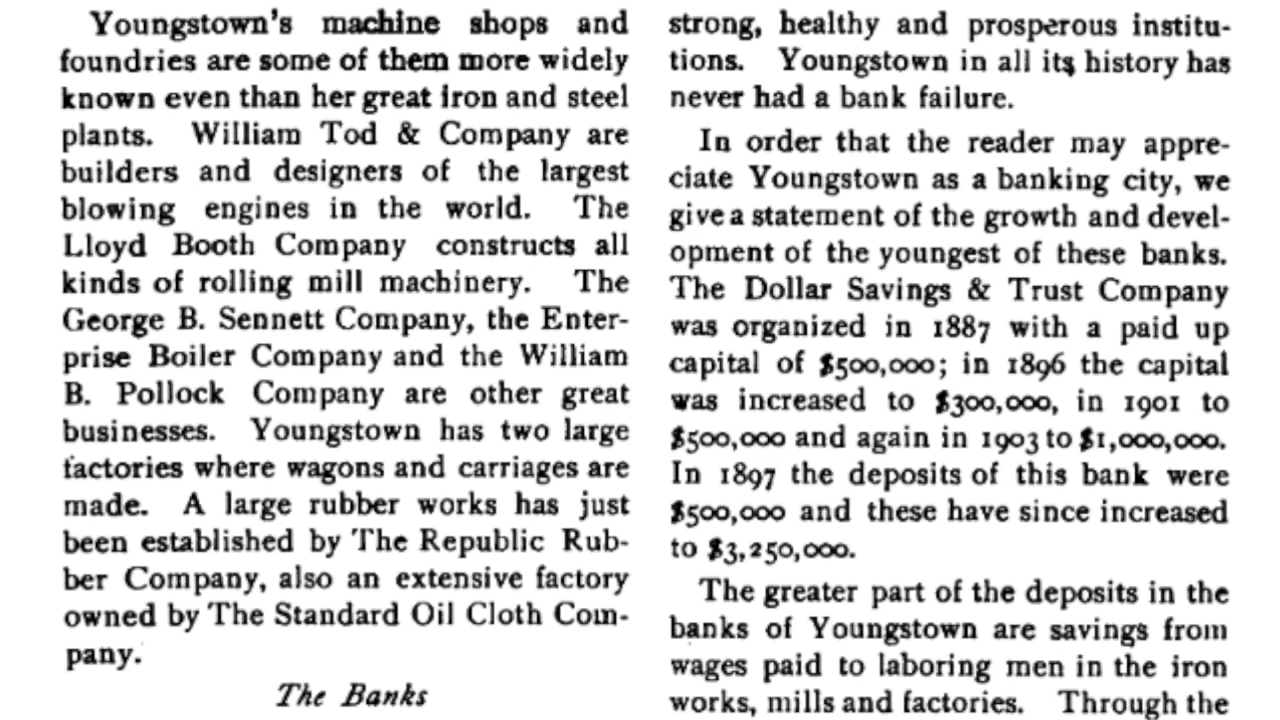 Youngstown's machine shops and
foundries are some of them more widely
known even than her great iron and steel
plants. William Tod & Company are
builders and designers of the largest
blowing engines in the world. The
Lloyd Booth Company constructs all
kinds of rolling mill machinery. The
George B. Sennett Company, the Enter-
prise Boiler Company and the William
B. Pollock Company are other great
businesses. Youngstown has two large
factories where wagons and carriages are
made. A large rubber works has just
been established by The Republic Rub-
ber Company, also an extensive factory
owned by The Standard Oil Cloth Com-
pany.
The Banks
strong, healthy and prosperous institu-
tions. Youngstown in all its history has
never had a bank failure.
In order that the reader may appre-
ciate Youngstown as a banking city, we
give a statement of the growth and devel-
opment of the youngest of these banks.
The Dollar Savings & Trust Company
was organized in 1887 with a paid up
capital of $500,000; in 1896 the capital
was increased to $300,000, in 1901 to
$500,000 and again in 1903 to $1,000,000.
In 1897 the deposits of this bank were
$500,000 and these have since increased
to $3,250,000.
The greater part of the deposits in the
banks of Youngstown are savings from
wages paid to laboring men in the iron
works, mills and factories. Through the